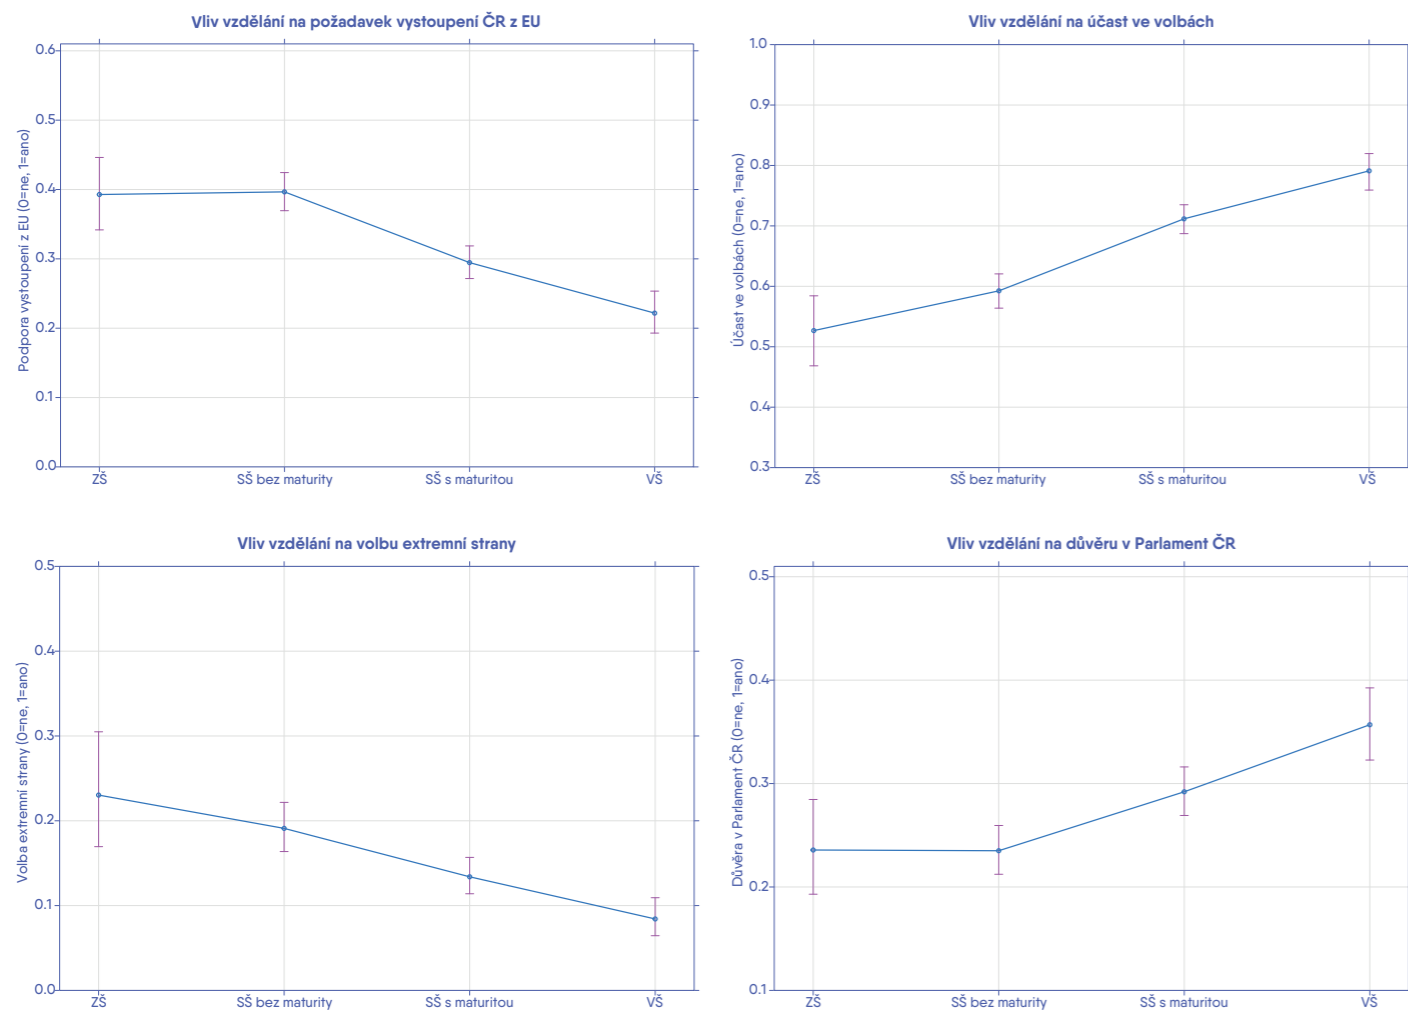 Vliv vzdělání na požadavek vystoupení ČR z EU
Podpora vystoupení z EU (0=ne, 1=ano)
0.6
0.5
0.4
0.3
0.2
0.1
0.0
ZŠ
SŠ bez maturity
SŠ s maturitou
VŠ
Vliv vzdělání na účast ve volbách
Účast ve volbách (0=ne, 1=ano)
1.0
0.9
0.8
0.7
0.6
0.5
0.4
0.3
ZŠ
SŠ bez maturity
SŠ s maturitou
VŠ
Vliv vzdělání na volbu extremní strany
Volba extremní strany (0=ne, 1=ano)
0.5
0.4
0.3
0.2
0.1
0.0
ZŠ
SŠ bez maturity
SŠ s maturitou
VŠ
Vliv vzdělání na důvěru v Parlament ČR
Důvěra v Parlament ČR (0=ne, 1=ano)
0.5
0.4
0.3
0.2
0.1
ZŠ
SŠ bez maturity
SŠ s maturitou
VŠ